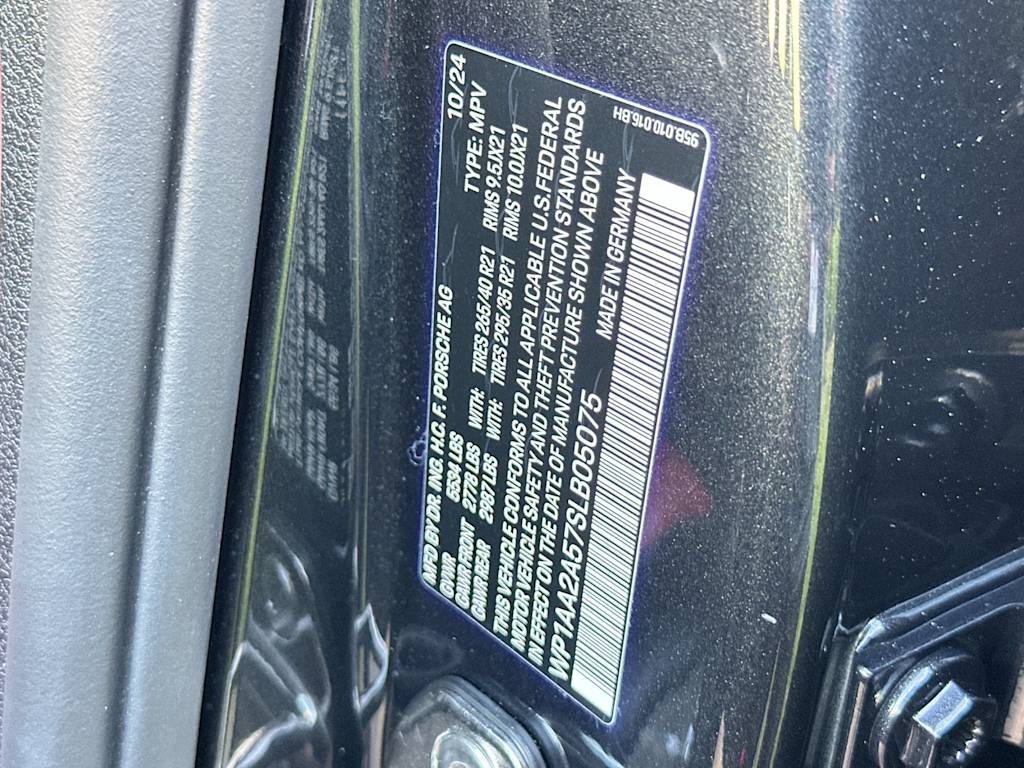 MFD BY DR. ING. H.C. F. PORSCHE AG 10/24
GVWR 5534 LBS TYPE: MPV
GAWR FRONT 2778 LBS WITH: TIRES 265/40 R21 RIMS 9.5JX21
GAWR REAR 2987 LBS WITH: TIRES 295/35 R21 RIMS 10.0JX21
THIS VEHICLE CONFORMS TO ALL APPLICABLE U.S.FEDERAL
MOTOR VEHICLE SAFETY AND THEFT PREVENTION STANDARDS
IN EFFECT ON THE DATE OF MANUFACTURE SHOWN ABOVE
WP1AA2A57SLB05075 MADE IN GERMANY
95B.010.016.BH